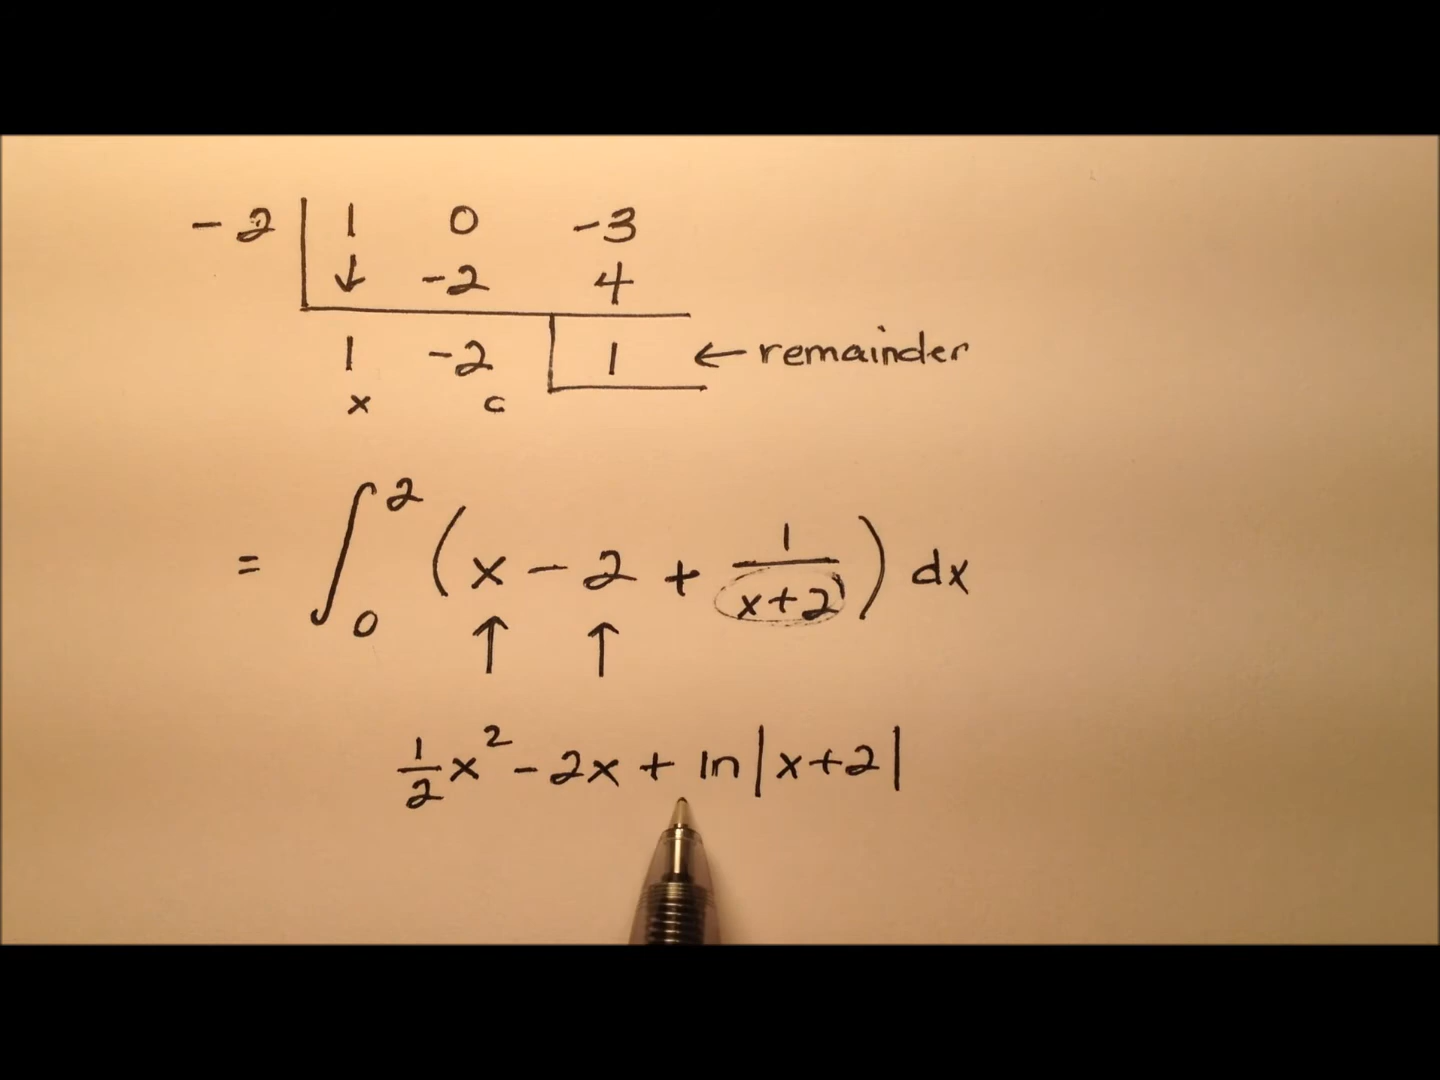 -2 | 1 0 -3
↓ -2 4
1 -2 | 1 ← remainder
x c
= ∫₀² (x - 2 + 1/(x+2)) dx
↑ ↑
½x² - 2x + ln|x+2|